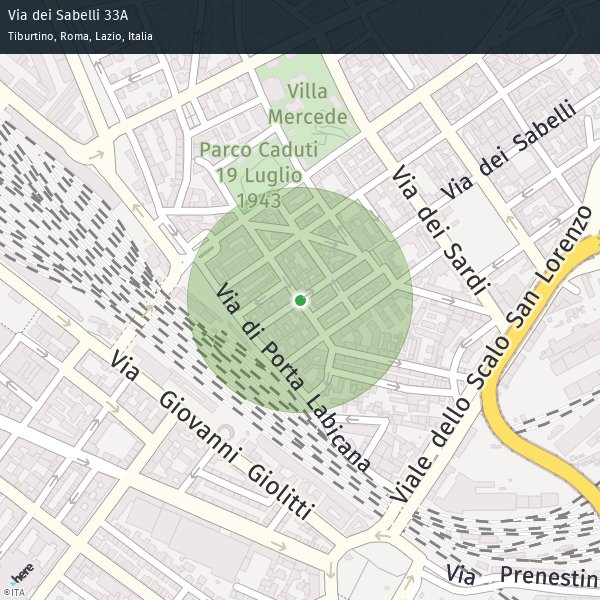 Via dei Sabelli 33A
Tiburtino, Roma, Lazio, Italia
Villa
Mercede
Via dei Sabelli
Parco Caduti
19 Luglio
1943
Via dei Sardi
Via di Porta Labicana
Viale dello Scalo San Lorenzo
Via Giovanni Giolitti
Via Prenestin
here
©ITA